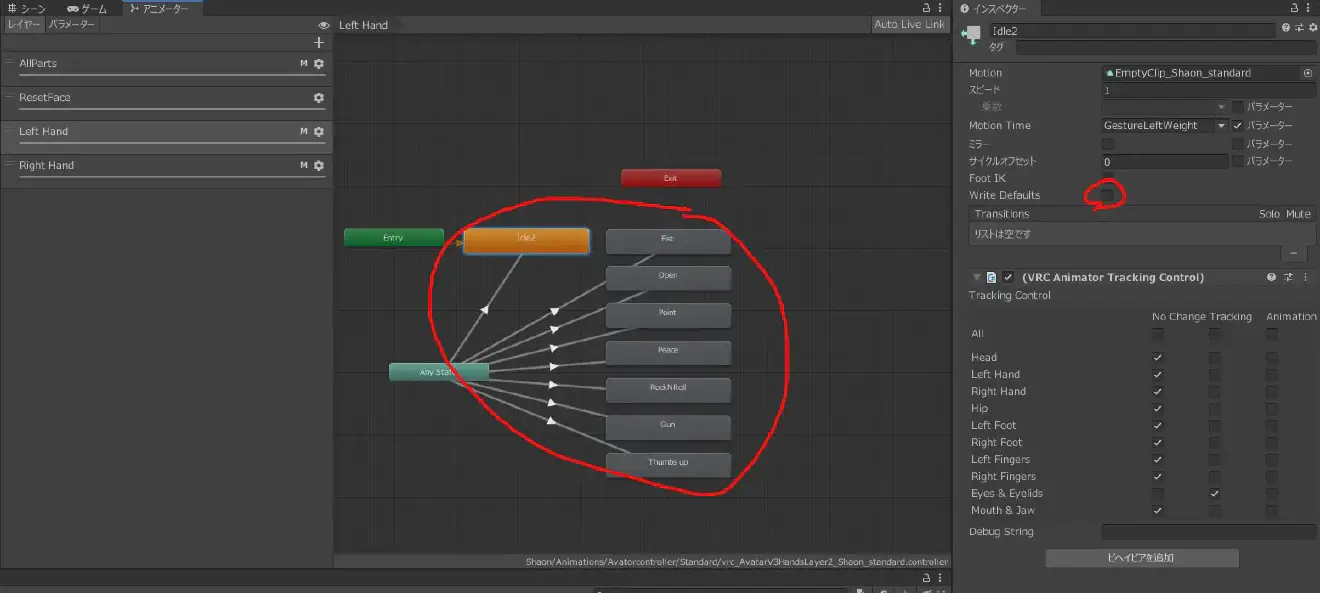 シーン ゲーム アニメーター
レイヤー パラメーター
Left Hand
Auto Live Link
AllParts M
ResetFace
Left Hand M
Right Hand M
Exit
Entry
Idle2
Fist
Open
Point
Peace
Any State
RockNRoll
Gun
Thumbs up
Shaon/Animations/Avatorcontroller/Standard/vrc_AvatarV3HandsLayer2_Shaon_standard.controller
インスペクター
Idle2
タグ
Motion EmptyClip_Shaon_standard
スピード 1
乗数 パラメーター
Motion Time GestureLeftWeight パラメーター
ミラー パラメーター
サイクルオフセット 0 パラメーター
Foot IK
Write Defaults
Transitions Solo Mute
リストは空です
(VRC Animator Tracking Control)
Tracking Control
No Change Tracking Animation
All
Head
Left Hand
Right Hand
Hip
Left Foot
Right Foot
Left Fingers
Right Fingers
Eyes & Eyelids
Mouth & Jaw
Debug String
ビヘイビアを追加